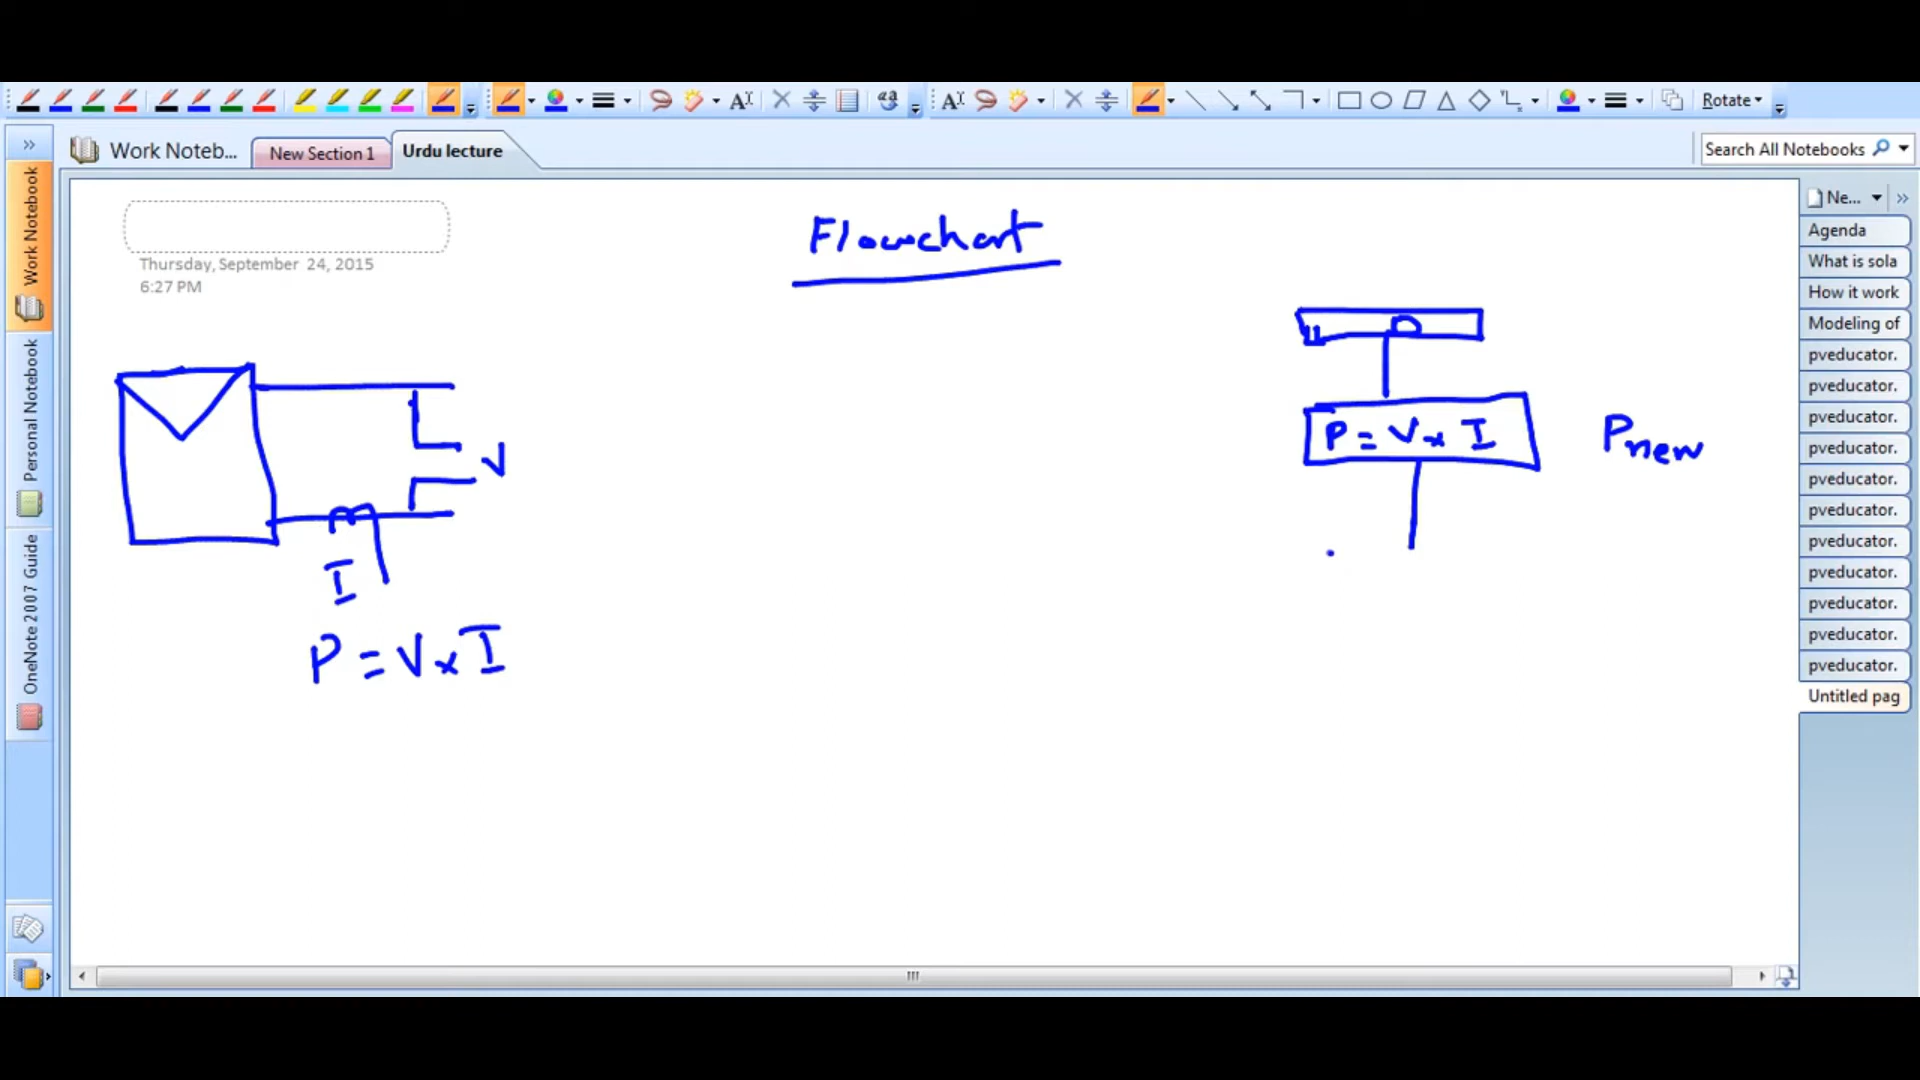 Rotate
Work Noteb...
New Section 1
Urdu lecture
Search All Notebooks
Work Notebook
Personal Notebook
OneNote 2007 Guide
Thursday, September 24, 2015
6:27 PM
Flowchart
V
I
P = V x I
P = V x I
Pnew
Ne...
Agenda
What is sola
How it work
Modeling of
pveducator.
pveducator.
pveducator.
pveducator.
pveducator.
pveducator.
pveducator.
pveducator.
pveducator.
pveducator.
pveducator.
Untitled pag